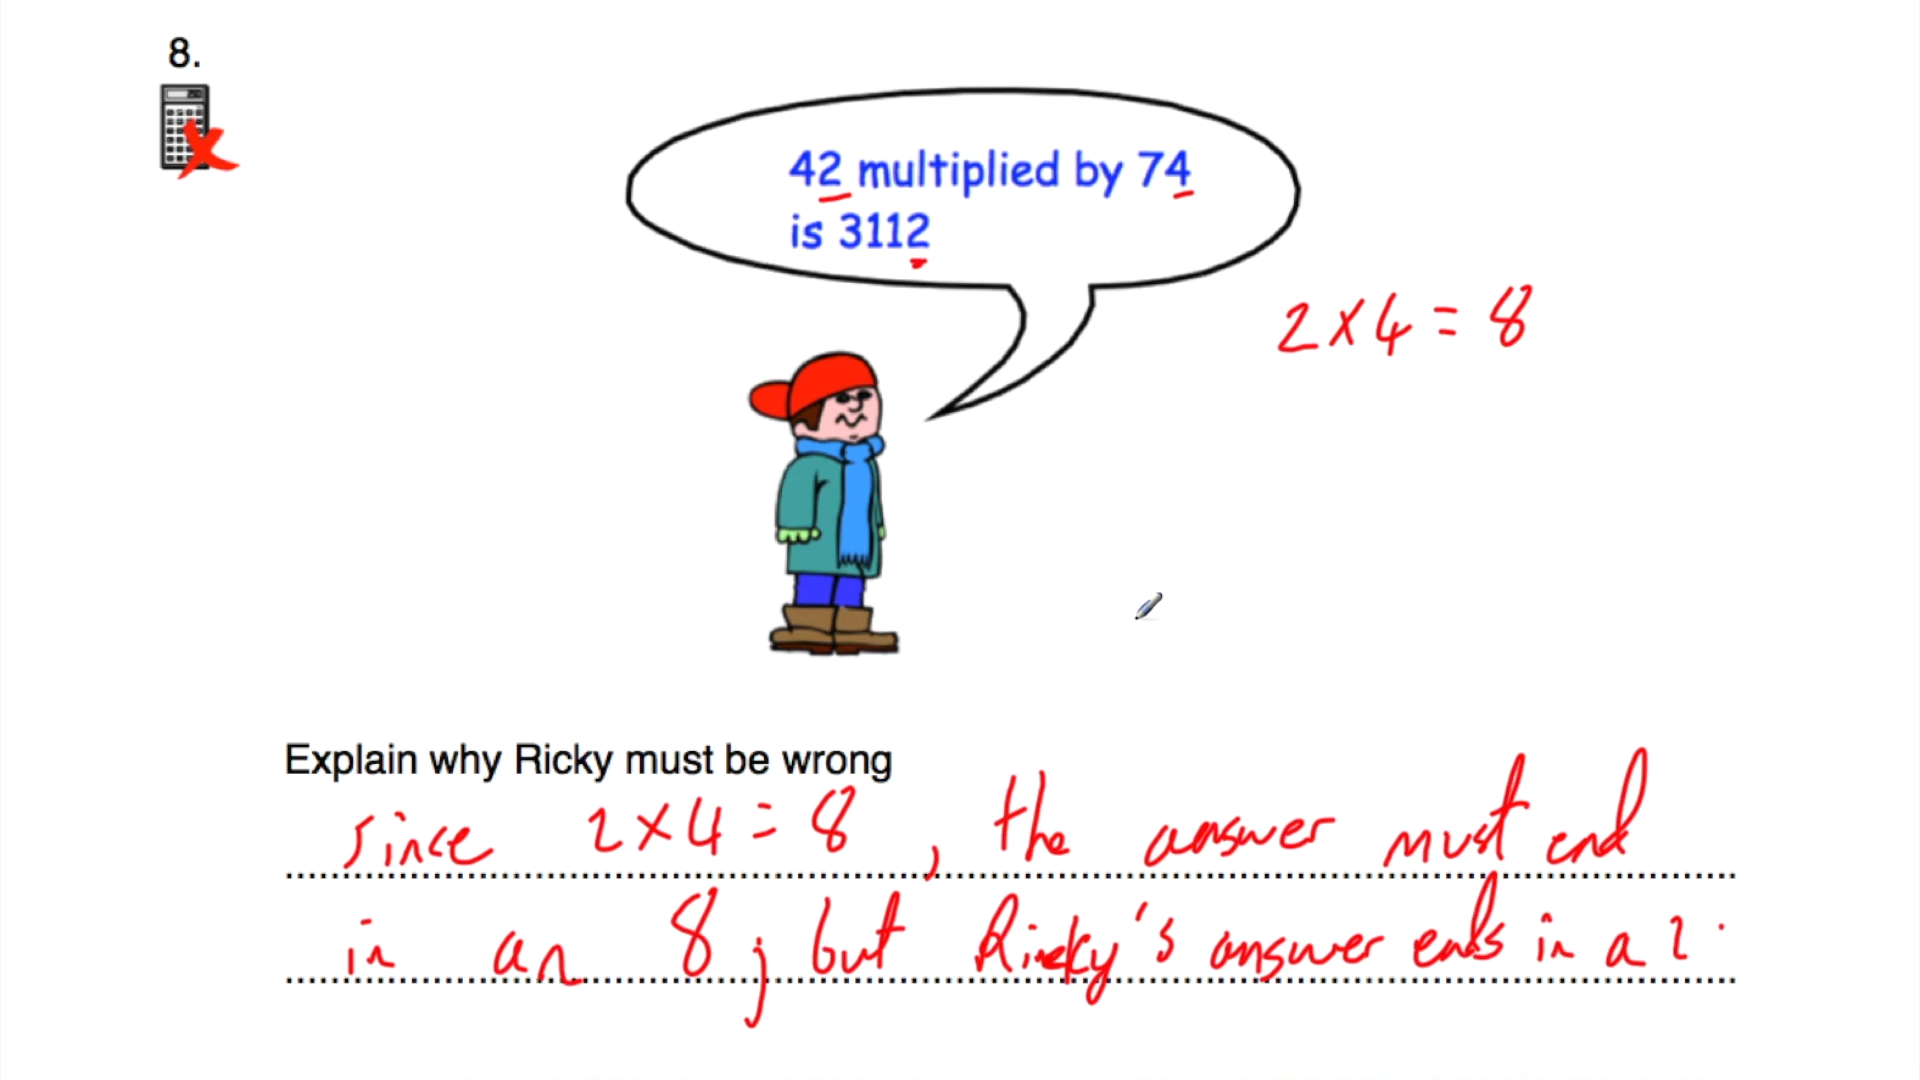 8.
42 multiplied by 74
is 3112
2 x 4 = 8
Explain why Ricky must be wrong
since 2 x 4 = 8 , the answer must end
in an 8 ; but Ricky's answer ends in a 2.